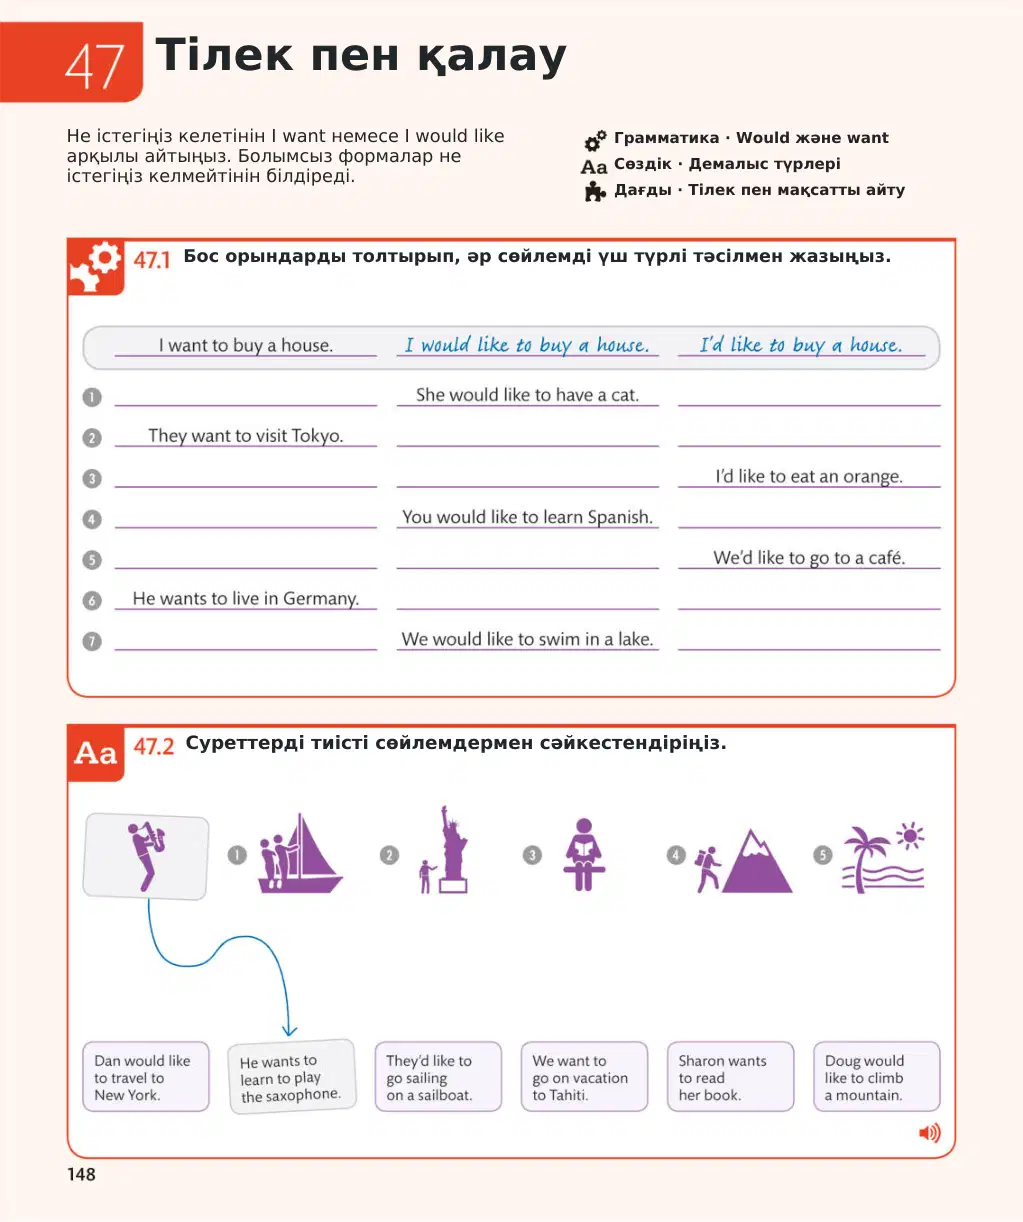 47
Тілек пен қалау
Не істегіңіз келетінін I want немесе I would like
арқылы айтыңыз. Болымсыз формалар не
істегіңіз келмейтінін білдіреді.
Грамматика · Would және want
Aa Сөздік · Демалыс түрлері
Дағды · Тілек пен мақсатты айту
47.1 Бос орындарды толтырып, әр сөйлемді үш түрлі тәсілмен жазыңыз.
I want to buy a house. I would like to buy a house. I'd like to buy a house.
1 She would like to have a cat.
2 They want to visit Tokyo.
3 I'd like to eat an orange.
4 You would like to learn Spanish.
5 We'd like to go to a café.
6 He wants to live in Germany.
7 We would like to swim in a lake.
Aa 47.2 Суреттерді тиісті сөйлемдермен сәйкестендіріңіз.
1 2 3 4 5
Dan would like
to travel to
New York.
He wants to
learn to play
the saxophone.
They'd like to
go sailing
on a sailboat.
We want to
go on vacation
to Tahiti.
Sharon wants
to read
her book.
Doug would
like to climb
a mountain.
148